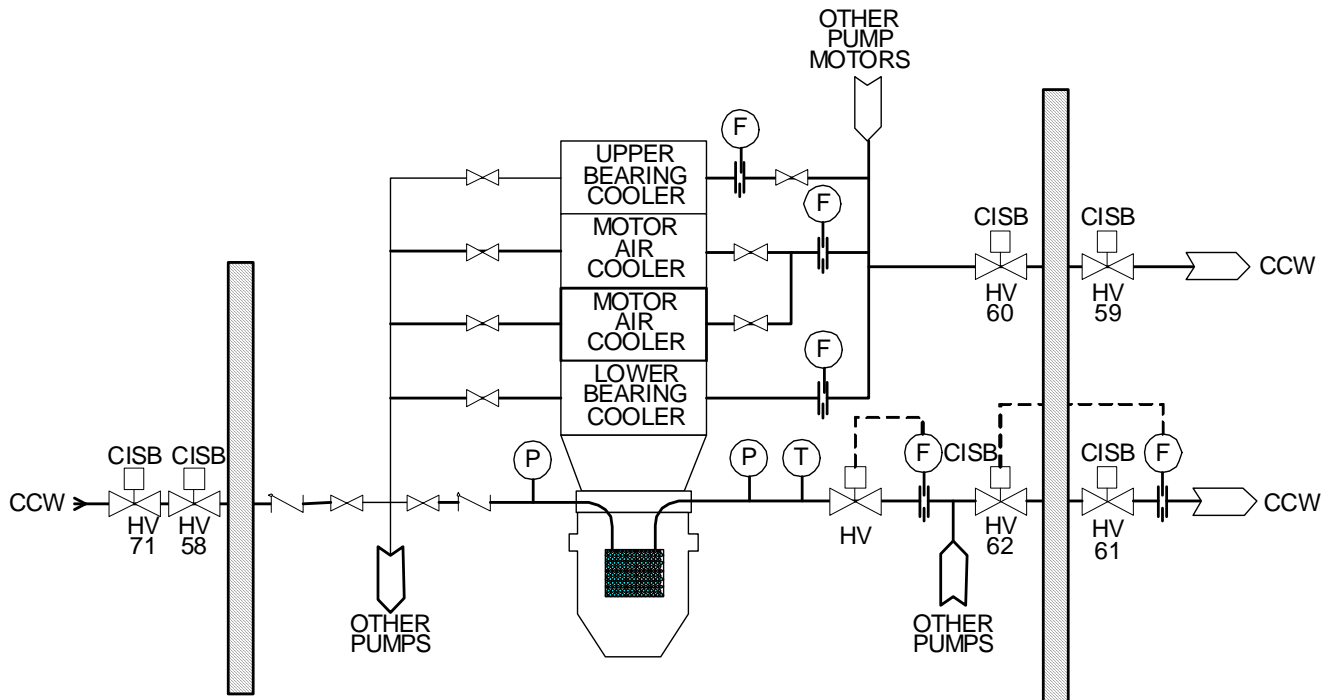 OTHER
PUMP
MOTORS
F
UPPER
BEARING
COOLER
F
MOTOR
AIR
COOLER
CISB
CISB
CCW
HV
60
HV
59
MOTOR
AIR
COOLER
F
LOWER
BEARING
COOLER
CISB
CISB
P
P
T
F
CISB
CISB
F
CCW
HV
71
HV
58
HV
HV
62
HV
61
CCW
OTHER
PUMPS
OTHER
PUMPS